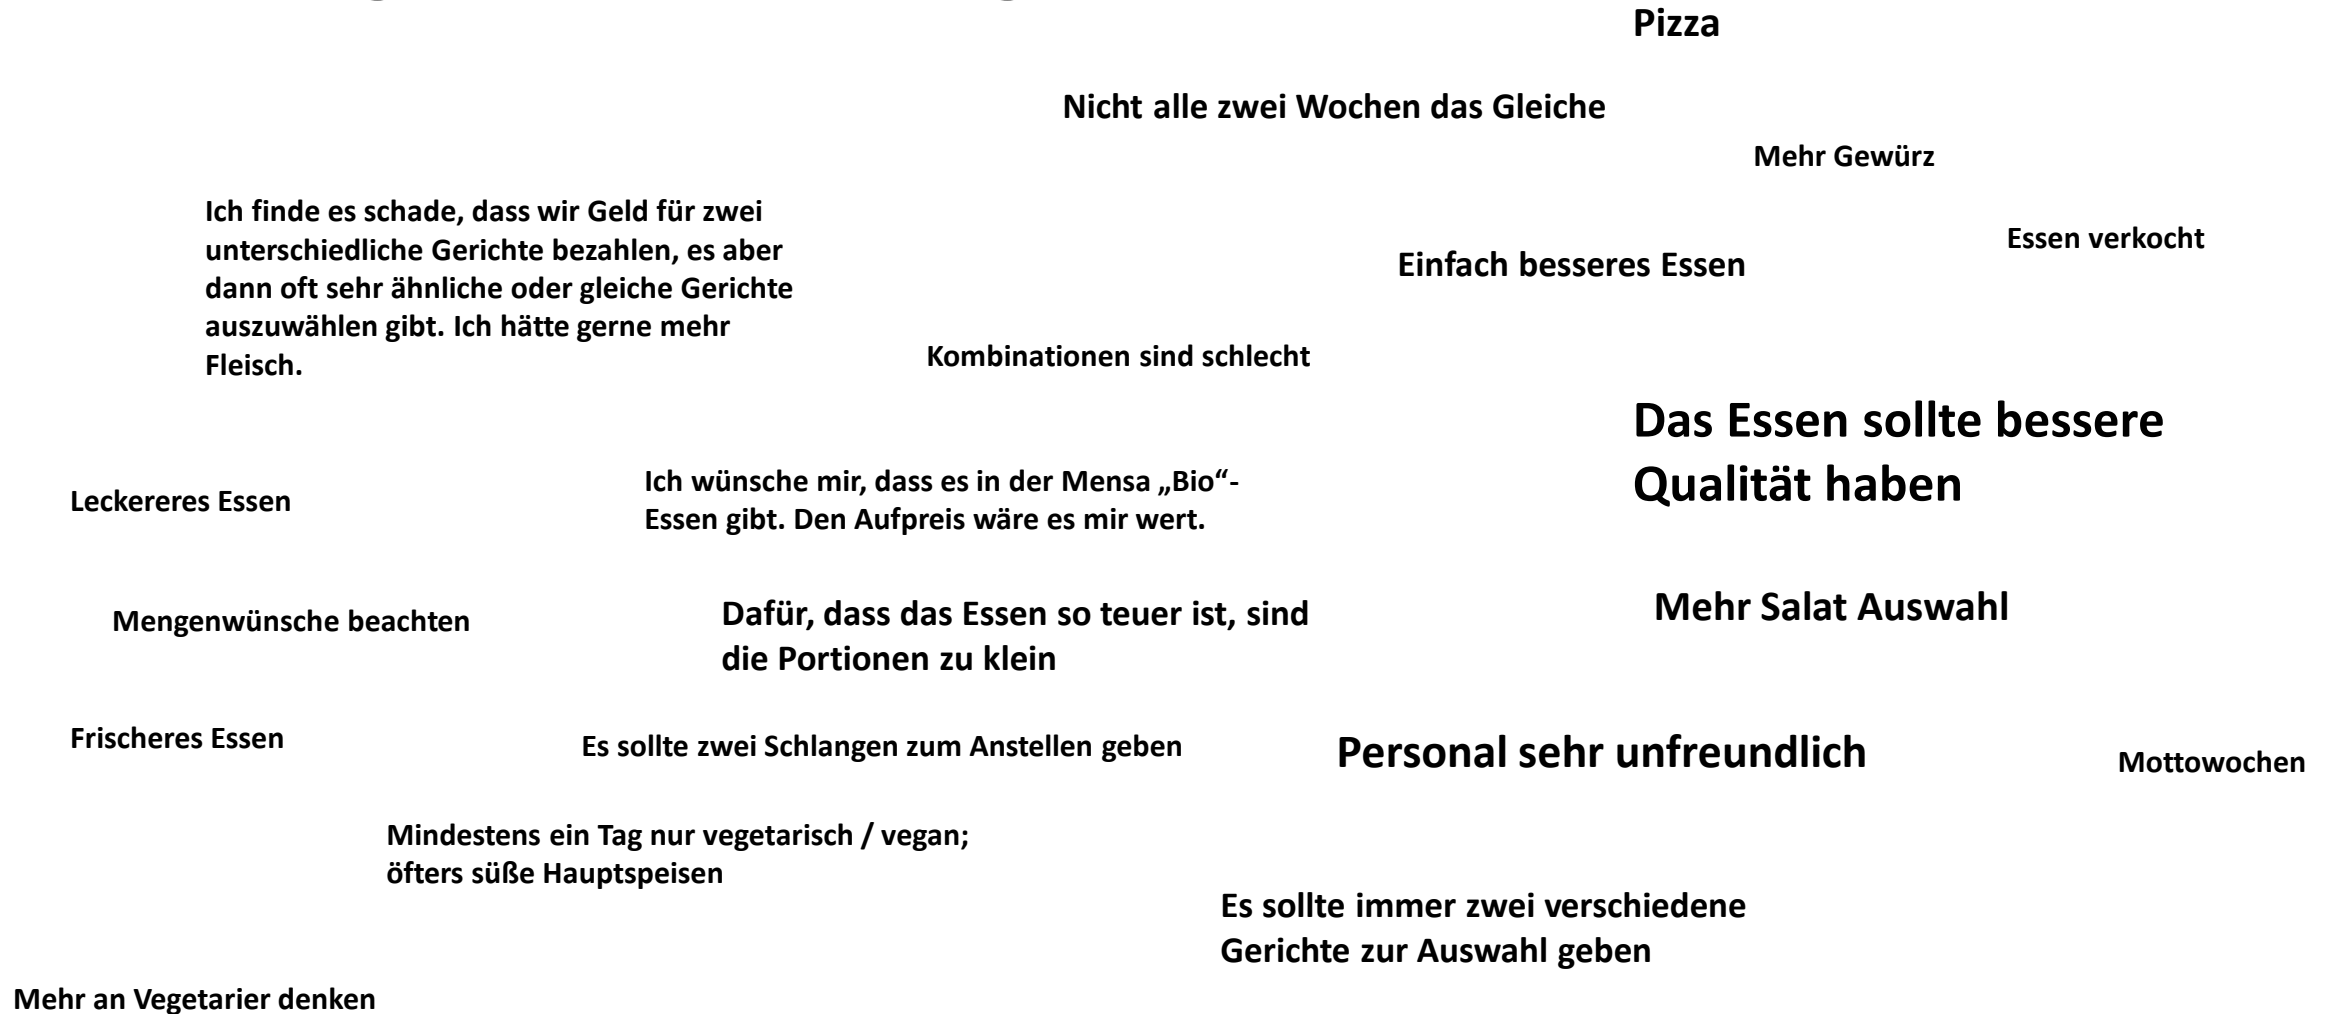 Pizza
Nicht alle zwei Wochen das Gleiche
Mehr Gewürz
Ich finde es schade, dass wir Geld für zwei
unterschiedliche Gerichte bezahlen, es aber
dann oft sehr ähnliche oder gleiche Gerichte
auszuwählen gibt. Ich hätte gerne mehr
Fleisch.
Essen verkocht
Einfach besseres Essen
Kombinationen sind schlecht
Das Essen sollte bessere
Qualität haben
Leckereres Essen
Ich wünsche mir, dass es in der Mensa „Bio“-
Essen gibt. Den Aufpreis wäre es mir wert.
Mengenwünsche beachten
Dafür, dass das Essen so teuer ist, sind
die Portionen zu klein
Mehr Salat Auswahl
Frischeres Essen
Es sollte zwei Schlangen zum Anstellen geben
Personal sehr unfreundlich
Mottowochen
Mindestens ein Tag nur vegetarisch / vegan;
öfters süße Hauptspeisen
Es sollte immer zwei verschiedene
Gerichte zur Auswahl geben
Mehr an Vegetarier denken